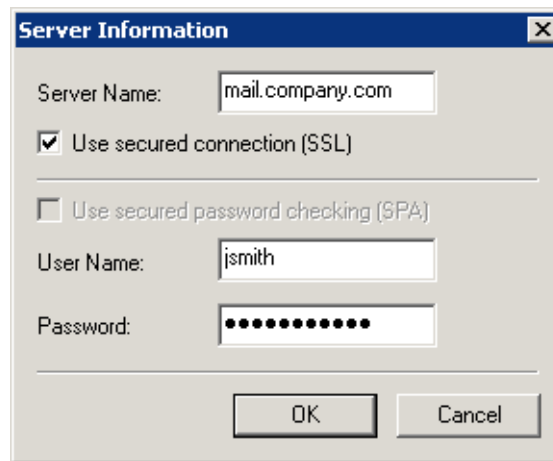 Server Information
Server Name: mail.company.com
Use secured connection (SSL)
Use secured password checking (SPA)
User Name: jsmith
Password: •••••••••••
OK Cancel